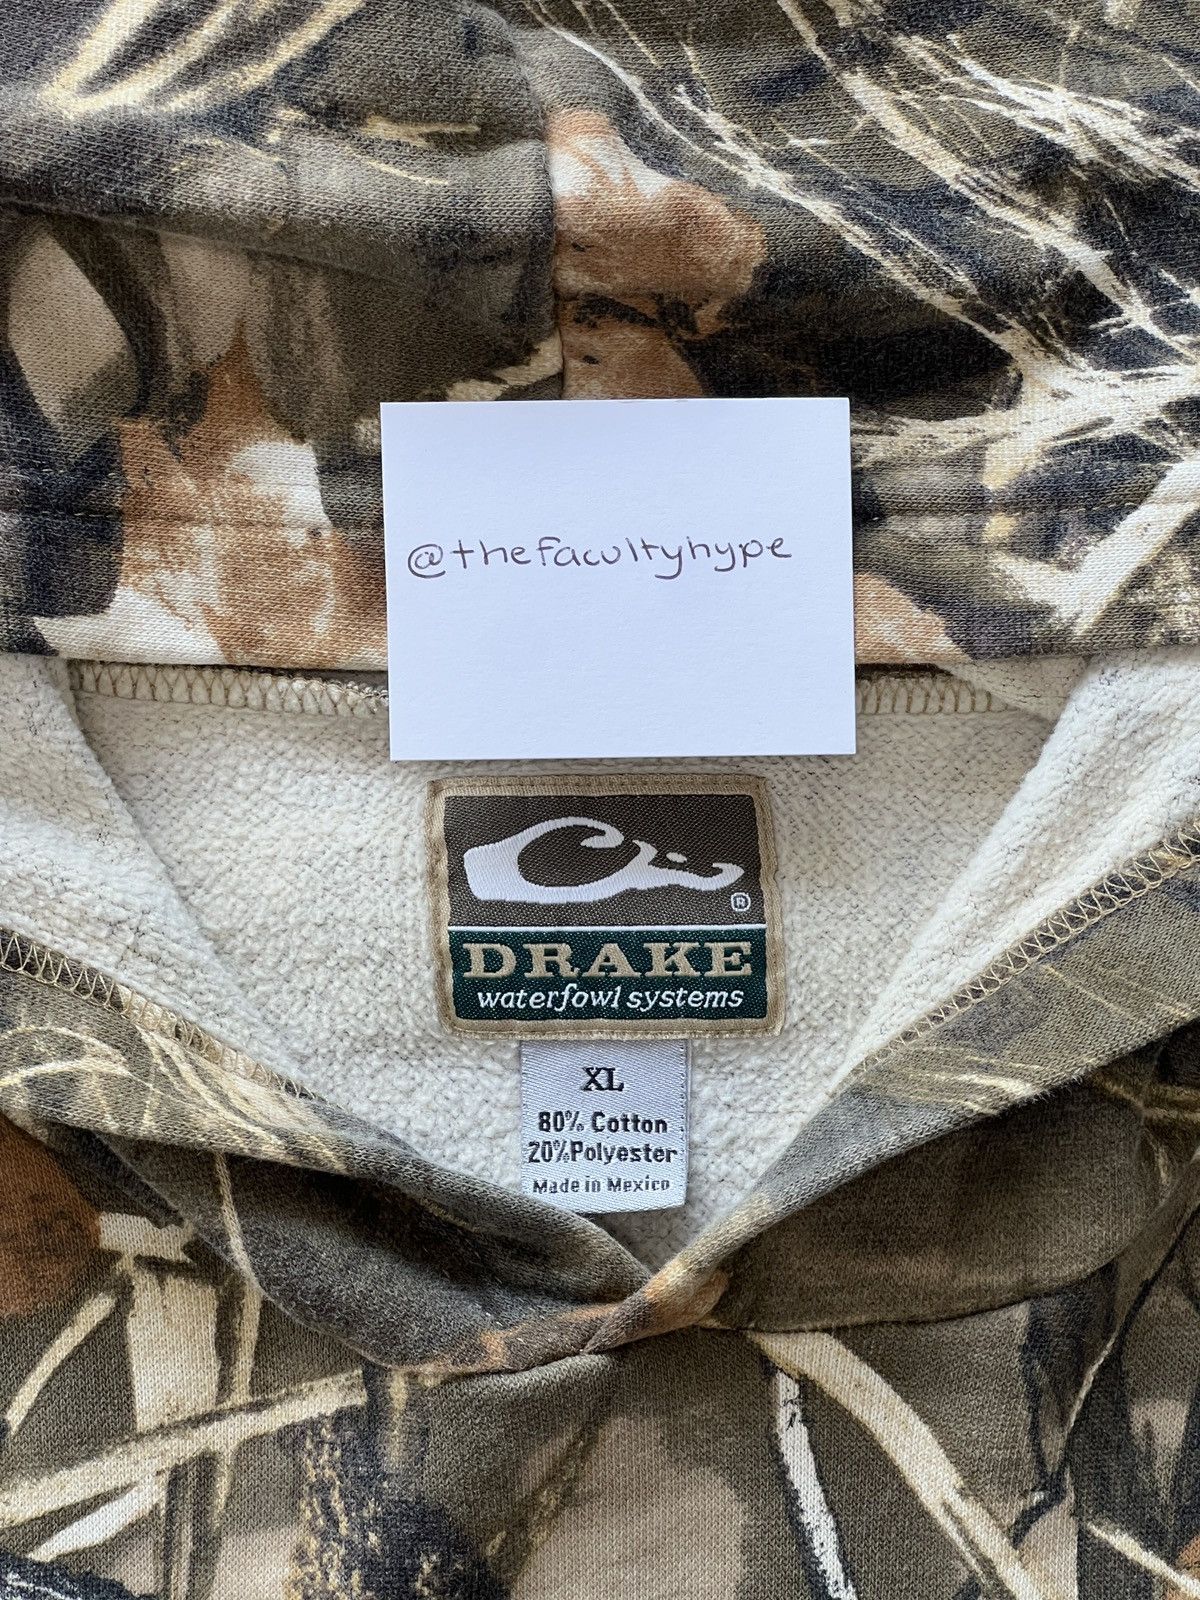 @thefacultyhype
®
DRAKE
waterfowl systems
XL
80% Cotton
20%Polyester
Made in Mexico